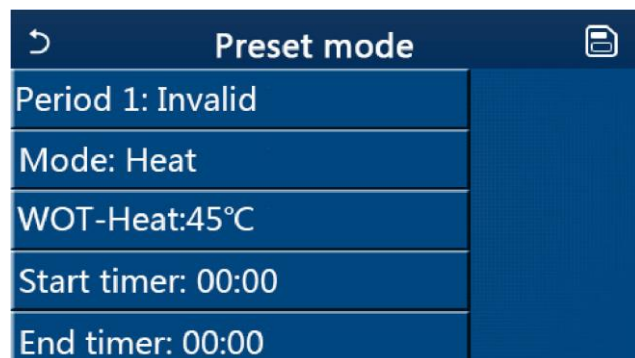 Preset mode
Period 1: Invalid
Mode: Heat
WOT-Heat:45℃
Start timer: 00:00
End timer: 00:00